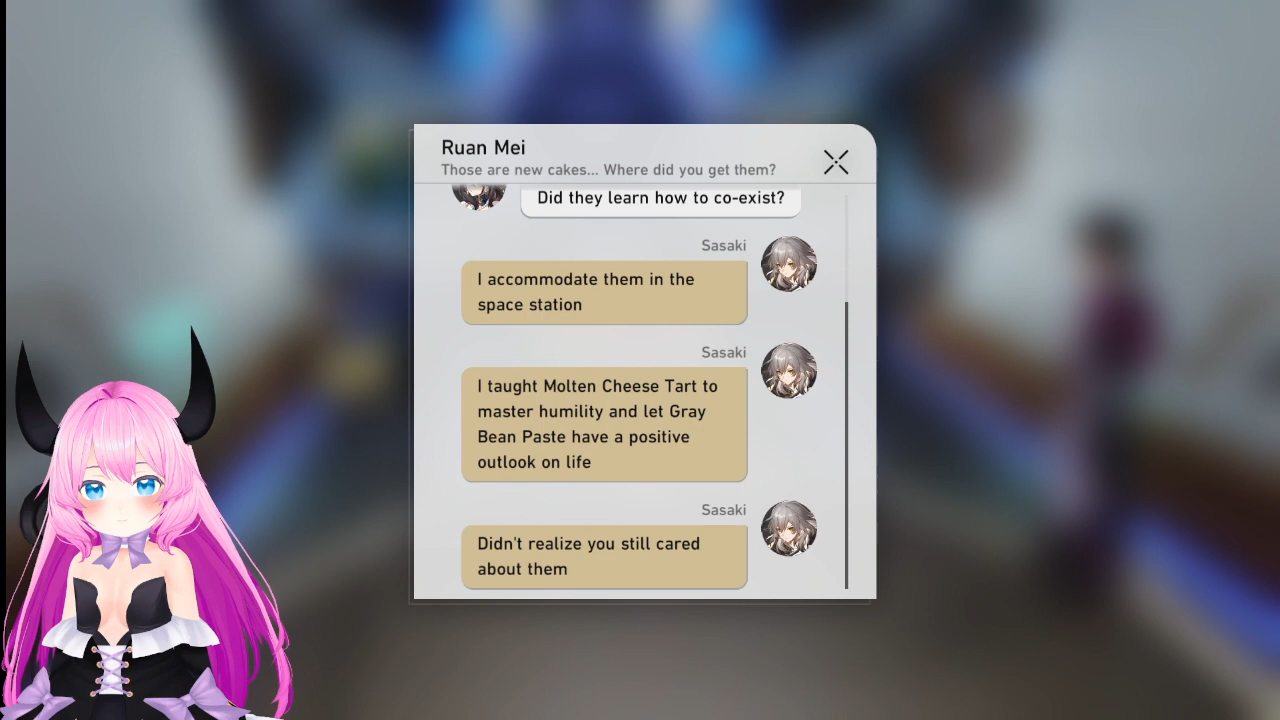 Ruan Mei
Those are new cakes... Where did you get them?
Did they learn how to co-exist?
Sasaki
I accommodate them in the
space station
Sasaki
I taught Molten Cheese Tart to
master humility and let Gray
Bean Paste have a positive
outlook on life
Sasaki
Didn't realize you still cared
about them